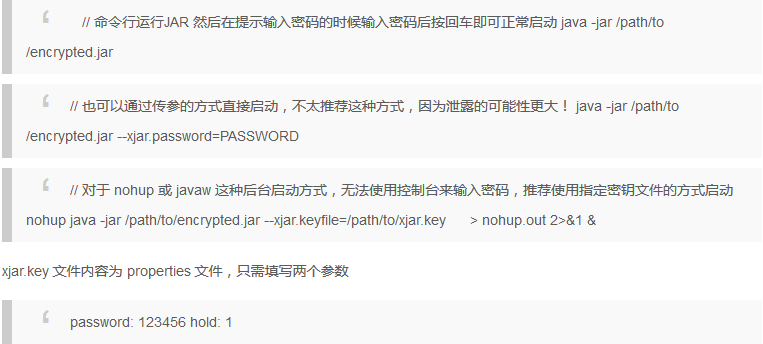 // 命令行运行JAR 然后在提示输入密码的时候输入密码后按回车即可正常启动 java -jar /path/to
/encrypted.jar
// 也可以通过传参的方式直接启动，不太推荐这种方式，因为泄露的可能性更大！ java -jar /path/to
/encrypted.jar --xjar.password=PASSWORD
// 对于 nohup 或 javaw 这种后台启动方式，无法使用控制台来输入密码，推荐使用指定密钥文件的方式启动
nohup java -jar /path/to/encrypted.jar --xjar.keyfile=/path/to/xjar.key > nohup.out 2>&1 &
xjar.key 文件内容为 properties 文件，只需填写两个参数
password: 123456 hold: 1